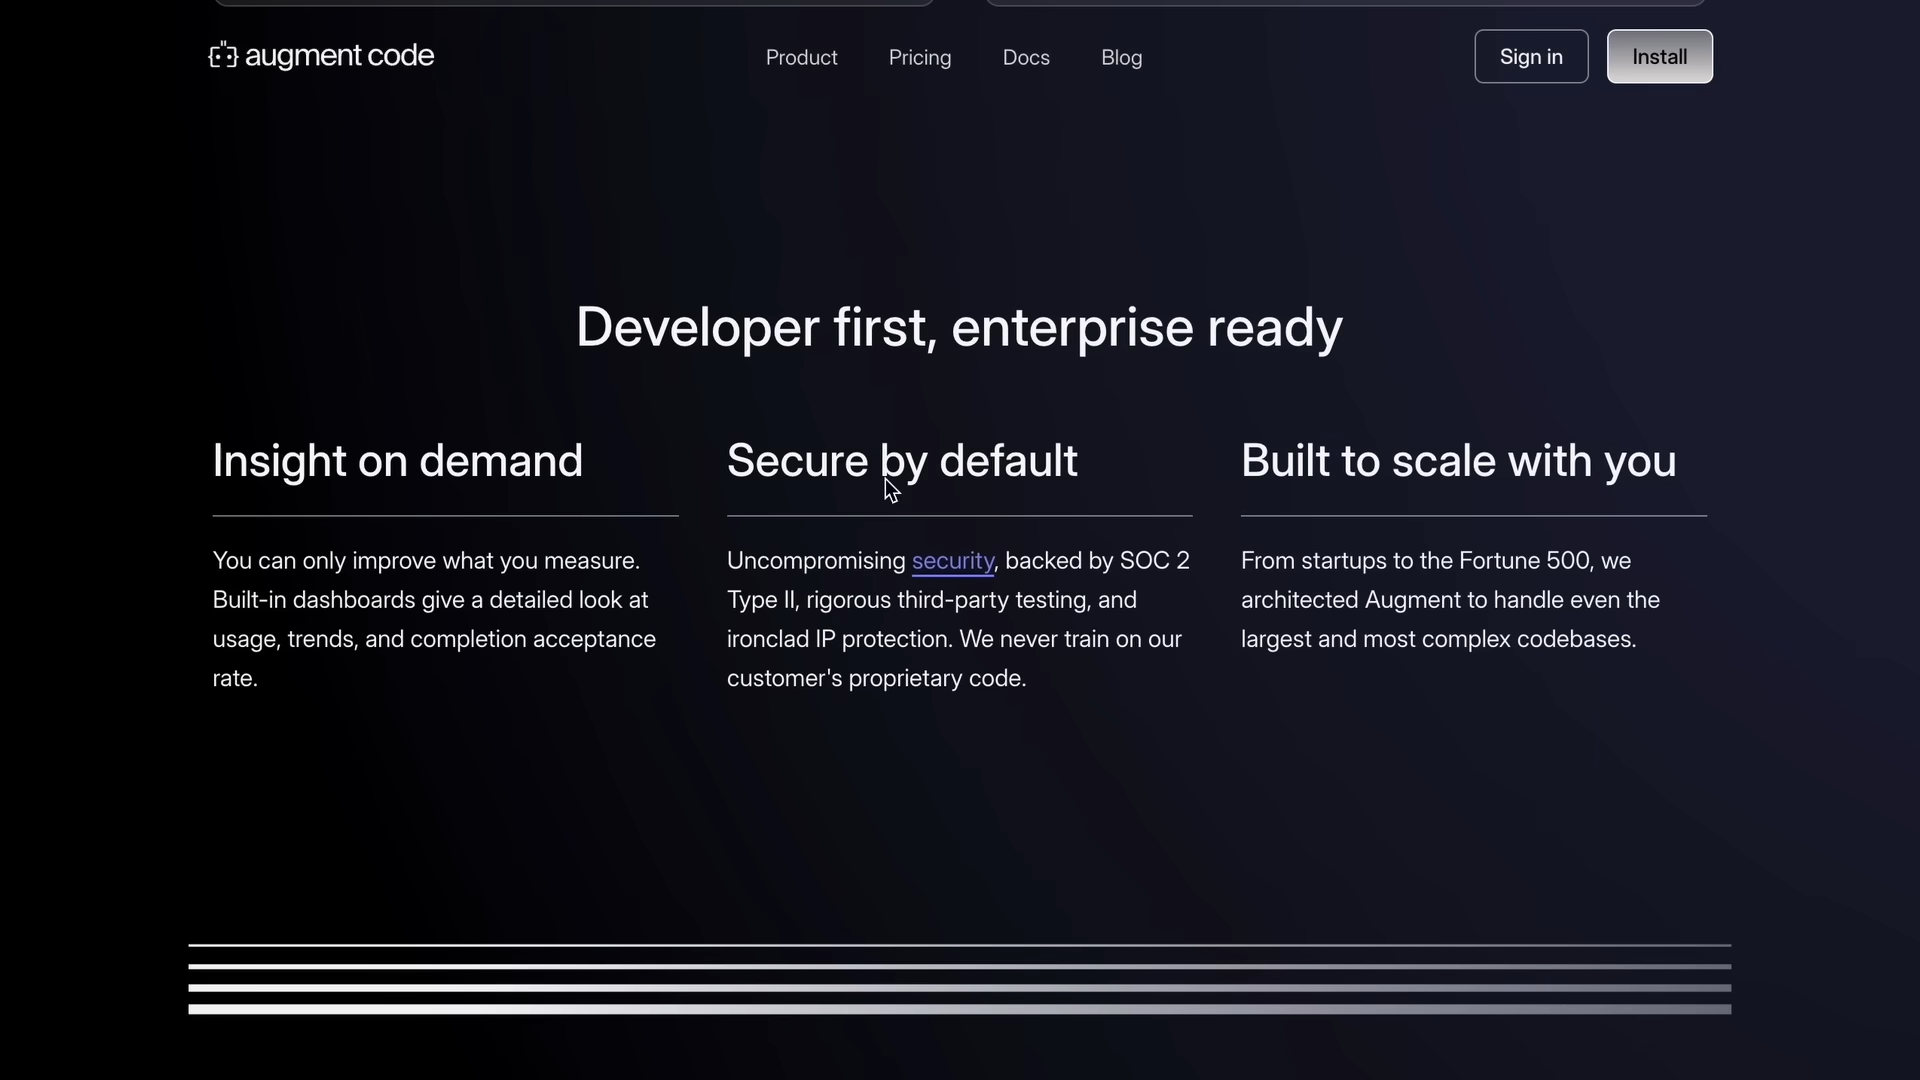 augment code
Product
Pricing
Docs
Blog
Sign in
Install
Developer first, enterprise ready
Insight on demand
You can only improve what you measure.
Built-in dashboards give a detailed look at
usage, trends, and completion acceptance
rate.
Secure by default
Uncompromising security, backed by SOC 2
Type II, rigorous third-party testing, and
ironclad IP protection. We never train on our
customer's proprietary code.
Built to scale with you
From startups to the Fortune 500, we
architected Augment to handle even the
largest and most complex codebases.